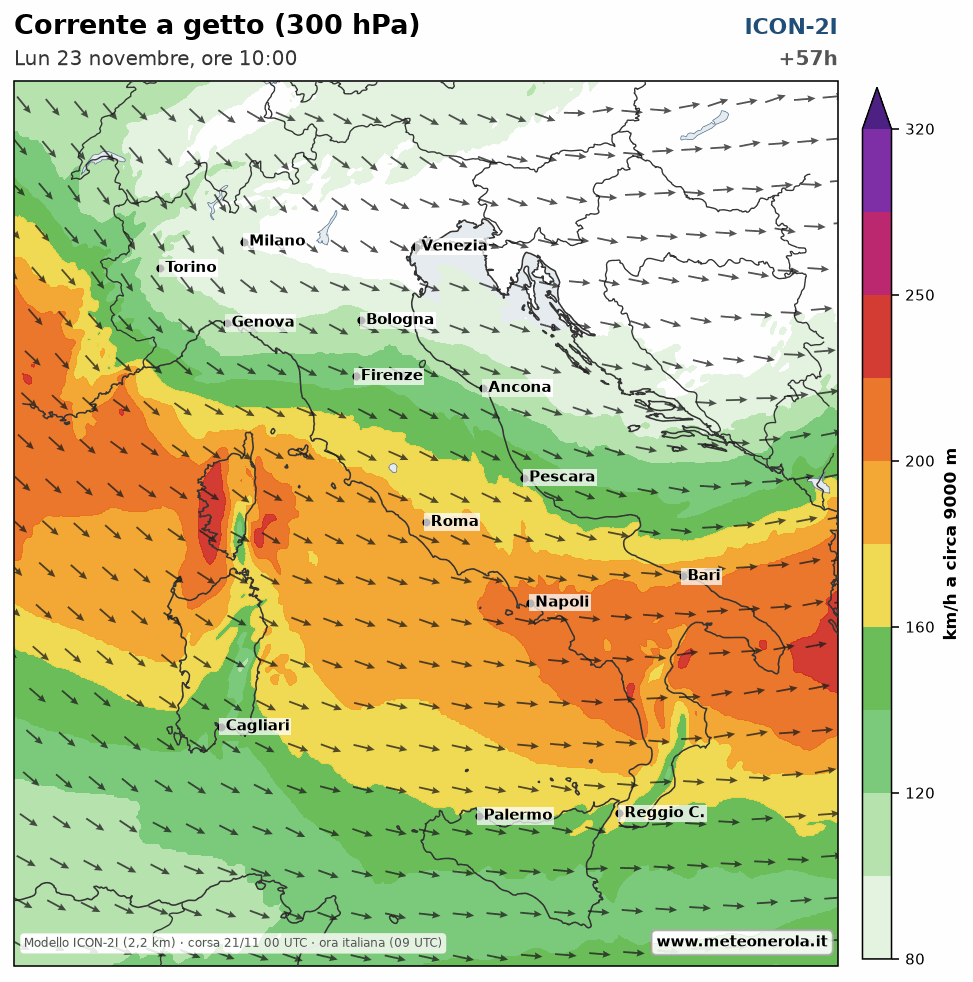 Corrente a getto (300 hPa)
ICON-2I
Lun 23 novembre, ore 10:00
+57h
320
250
200
160
120
80
km/h a circa 9000 m
Milano
Venezia
Torino
Genova
Bologna
Firenze
Ancona
Pescara
Roma
Bari
Napoli
Cagliari
Palermo
Reggio C.
Modello ICON-2I (2,2 km) · corsa 21/11 00 UTC · ora italiana (09 UTC)
www.meteonerola.it